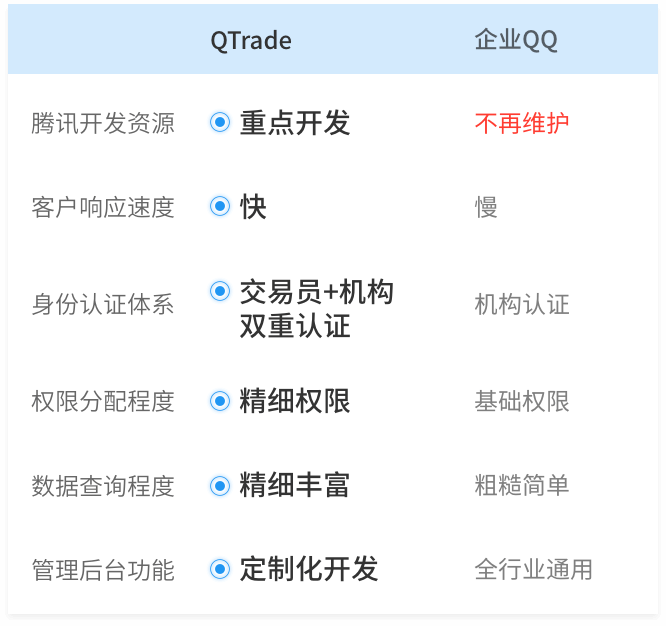 QTrade 企业QQ
腾讯开发资源 重点开发 不再维护
客户响应速度 快 慢
身份认证体系 交易员+机构 机构认证
双重认证
权限分配程度 精细权限 基础权限
数据查询程度 精细丰富 粗糙简单
管理后台功能 定制化开发 全行业通用